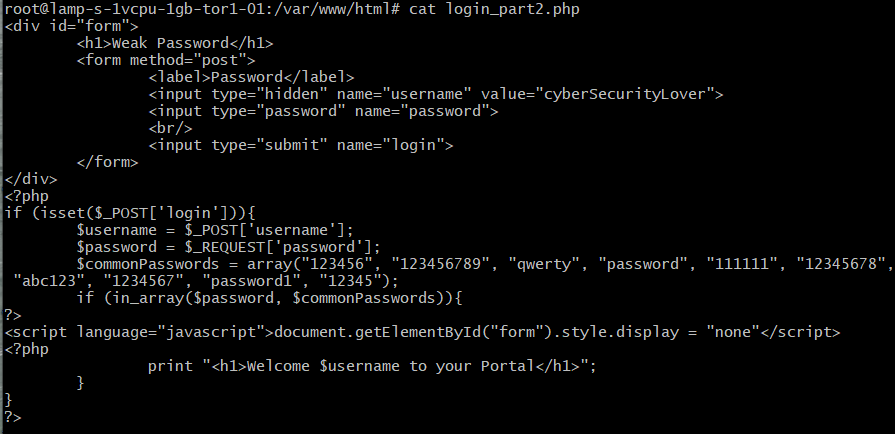 root@lamp-s-1vcpu-1gb-tor1-01:/var/www/html# cat login_part2.php
<div id="form">
        <h1>Weak Password</h1>
        <form method="post">
                <label>Password</label>
                <input type="hidden" name="username" value="cyberSecurityLover">
                <input type="password" name="password">
                <br/>
                <input type="submit" name="login">
        </form>
</div>
<?php
if (isset($_POST['login'])){
        $username = $_POST['username'];
        $password = $_REQUEST['password'];
        $commonPasswords = array("123456", "123456789", "qwerty", "password", "111111", "12345678",
 "abc123", "1234567", "password1", "12345");
        if (in_array($password, $commonPasswords)){
?>
<script language="javascript">document.getElementById("form").style.display = "none"</script>
<?php
                print "<h1>Welcome $username to your Portal</h1>";
        }
}
?>